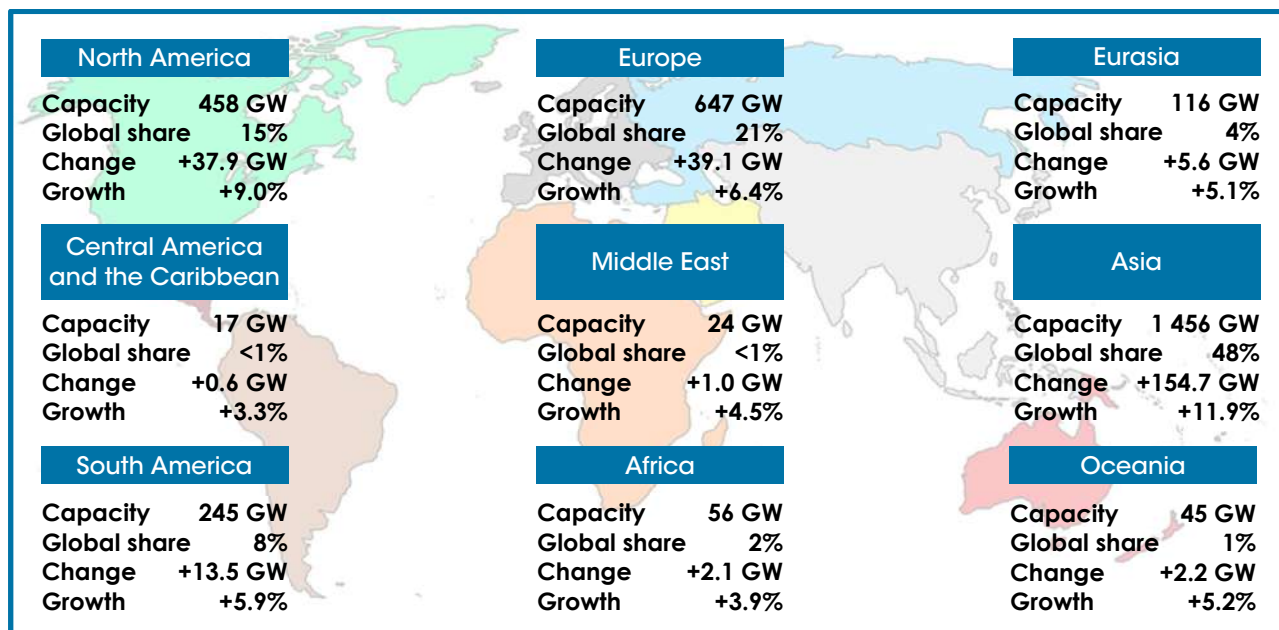 North America
Capacity 458 GW
Global share 15%
Change +37.9 GW
Growth +9.0%
Europe
Capacity 647 GW
Global share 21%
Change +39.1 GW
Growth +6.4%
Eurasia
Capacity 116 GW
Global share 4%
Change +5.6 GW
Growth +5.1%
Central America
and the Caribbean
Capacity 17 GW
Global share <1%
Change +0.6 GW
Growth +3.3%
Middle East
Capacity 24 GW
Global share <1%
Change +1.0 GW
Growth +4.5%
Asia
Capacity 1 456 GW
Global share 48%
Change +154.7 GW
Growth +11.9%
South America
Capacity 245 GW
Global share 8%
Change +13.5 GW
Growth +5.9%
Africa
Capacity 56 GW
Global share 2%
Change +2.1 GW
Growth +3.9%
Oceania
Capacity 45 GW
Global share 1%
Change +2.2 GW
Growth +5.2%